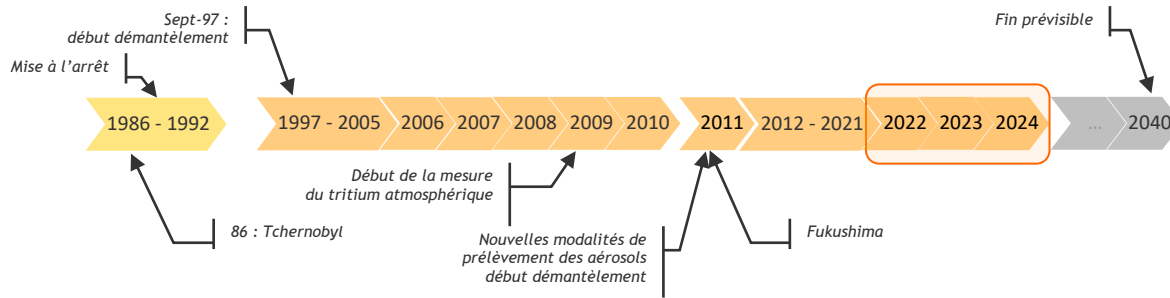 Sept-97 :
début démantèlement
Fin prévisible
Mise à l’arrêt
1986 - 1992
1997 - 2005
2006
2007
2008
2009
2010
2011
2012 - 2021
2022
2023
2024
...
2040
Début de la mesure
du tritium atmosphérique
86 : Tchernobyl
Nouvelles modalités de
prélèvement des aérosols
début démantèlement
Fukushima